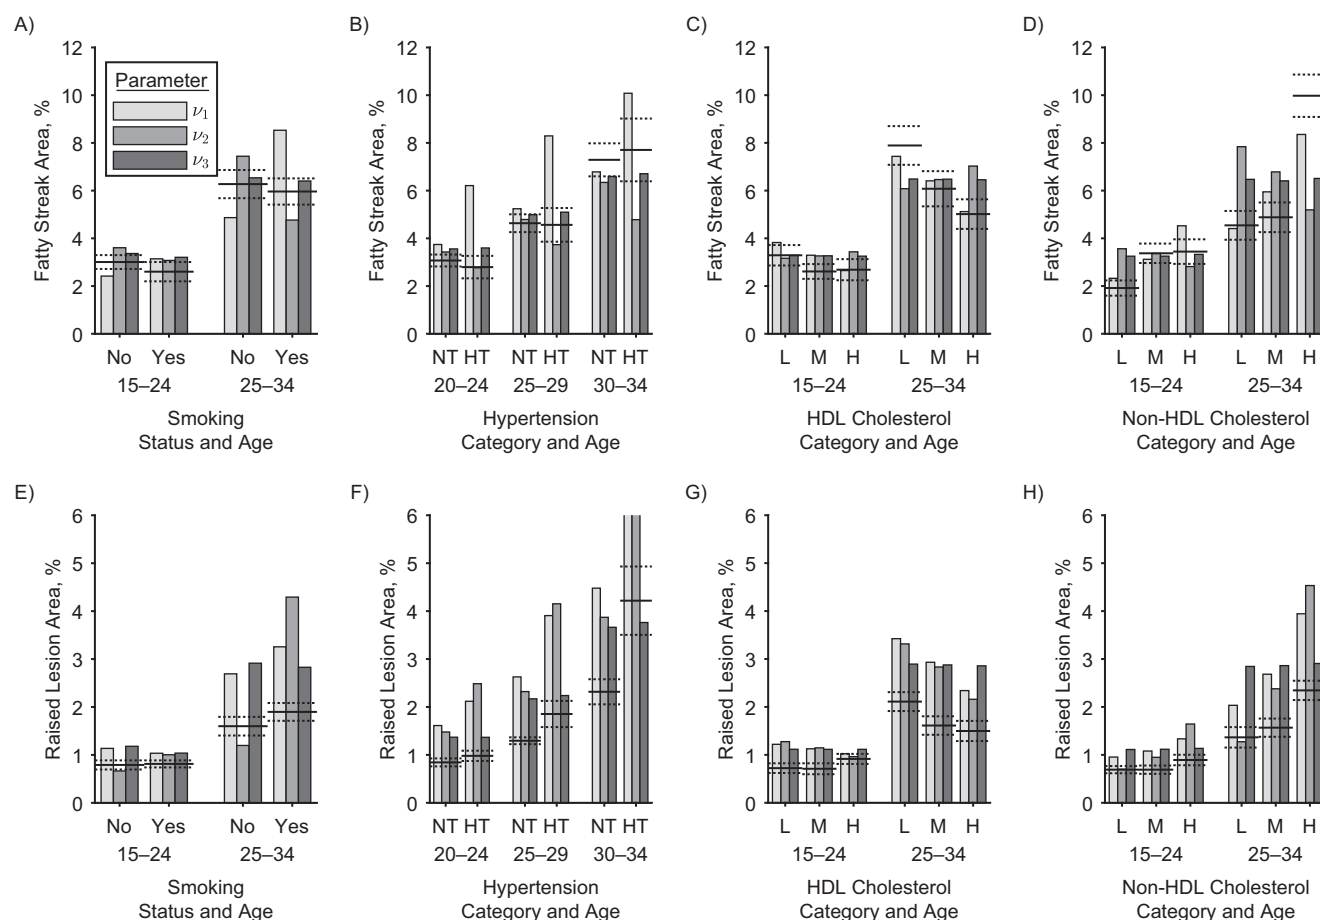 A)
Fatty Streak Area, %
12
10
8
6
4
2
0
Parameter
ν1
ν2
ν3
No Yes No Yes
15–24 25–34
Smoking
Status and Age
B)
Fatty Streak Area, %
12
10
8
6
4
2
0
NT HT NT HT NT HT
20–24 25–29 30–34
Hypertension
Category and Age
C)
Fatty Streak Area, %
12
10
8
6
4
2
0
L M H L M H
15–24 25–34
HDL Cholesterol
Category and Age
D)
Fatty Streak Area, %
12
10
8
6
4
2
0
L M H L M H
15–24 25–34
Non-HDL Cholesterol
Category and Age
E)
Raised Lesion Area, %
6
5
4
3
2
1
0
No Yes No Yes
15–24 25–34
Smoking
Status and Age
F)
Raised Lesion Area, %
6
5
4
3
2
1
0
NT HT NT HT NT HT
20–24 25–29 30–34
Hypertension
Category and Age
G)
Raised Lesion Area, %
6
5
4
3
2
1
0
L M H L M H
15–24 25–34
HDL Cholesterol
Category and Age
H)
Raised Lesion Area, %
6
5
4
3
2
1
0
L M H L M H
15–24 25–34
Non-HDL Cholesterol
Category and Age